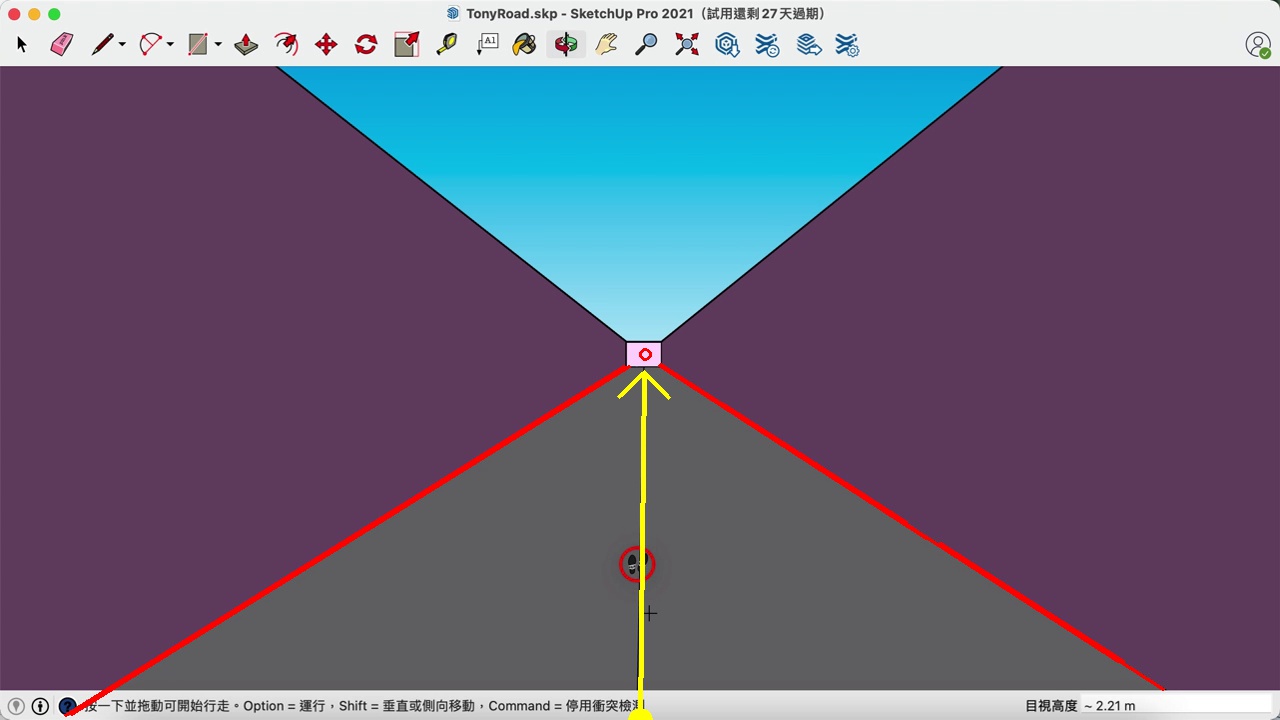 TonyRoad.skp - SketchUp Pro 2021（試用還剩 27 天過期）
A1
按一下並拖動可開始行走。Option = 運行，Shift = 垂直或側向移動，Command = 停用衝突檢測
目視高度 ~ 2.21 m